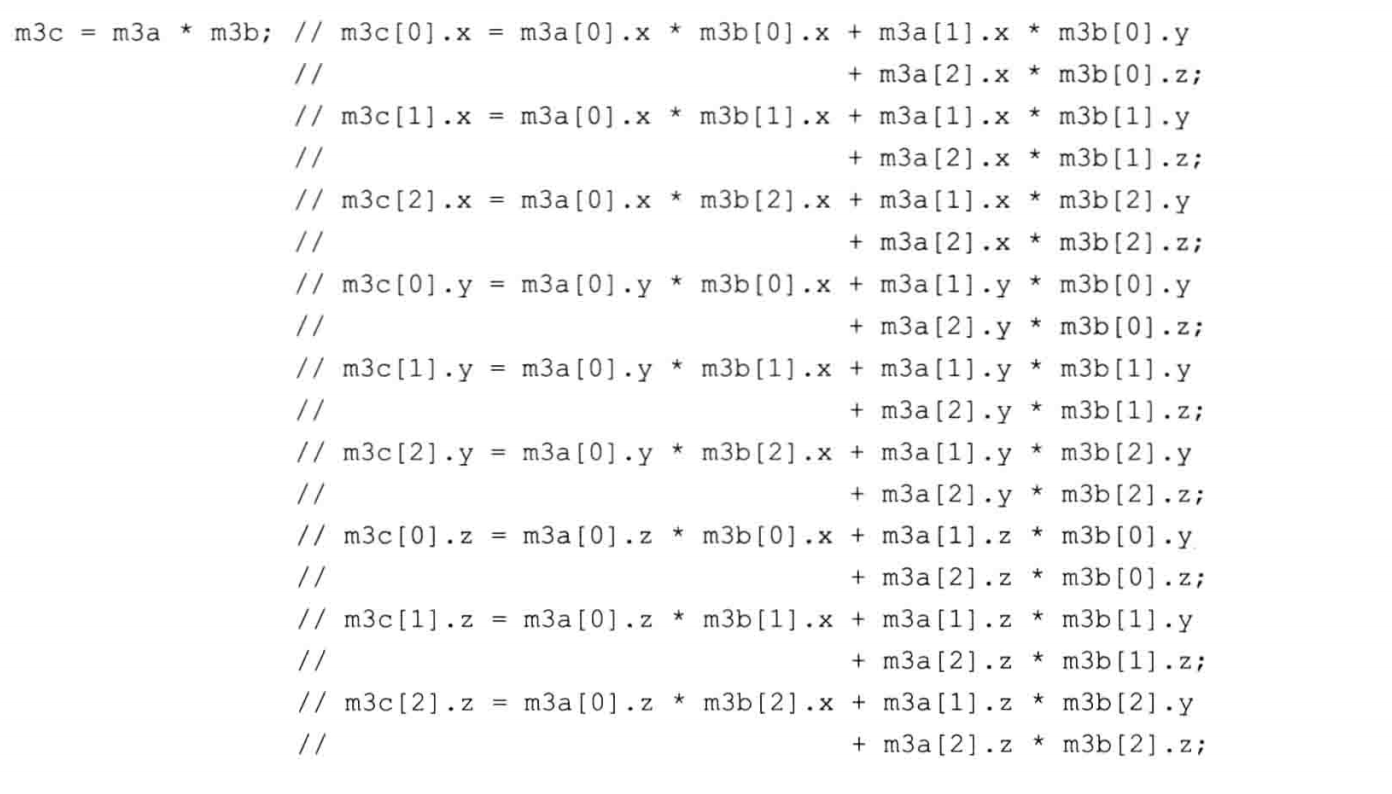 m3c = m3a * m3b; // m3c[0].x = m3a[0].x * m3b[0].x + m3a[1].x * m3b[0].y
// + m3a[2].x * m3b[0].z;
// m3c[1].x = m3a[0].x * m3b[1].x + m3a[1].x * m3b[1].y
// + m3a[2].x * m3b[1].z;
// m3c[2].x = m3a[0].x * m3b[2].x + m3a[1].x * m3b[2].y
// + m3a[2].x * m3b[2].z;
// m3c[0].y = m3a[0].y * m3b[0].x + m3a[1].y * m3b[0].y
// + m3a[2].y * m3b[0].z;
// m3c[1].y = m3a[0].y * m3b[1].x + m3a[1].y * m3b[1].y
// + m3a[2].y * m3b[1].z;
// m3c[2].y = m3a[0].y * m3b[2].x + m3a[1].y * m3b[2].y
// + m3a[2].y * m3b[2].z;
// m3c[0].z = m3a[0].z * m3b[0].x + m3a[1].z * m3b[0].y
// + m3a[2].z * m3b[0].z;
// m3c[1].z = m3a[0].z * m3b[1].x + m3a[1].z * m3b[1].y
// + m3a[2].z * m3b[1].z;
// m3c[2].z = m3a[0].z * m3b[2].x + m3a[1].z * m3b[2].y
// + m3a[2].z * m3b[2].z;